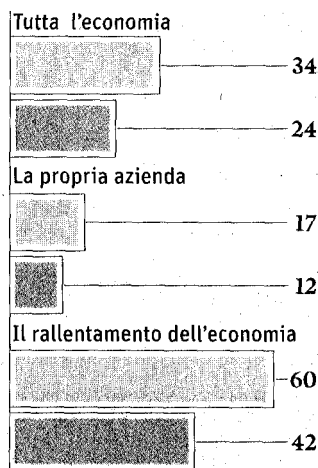 Tutta l'economia
34
24
La propria azienda
17
12
Il rallentamento dell'economia
60
42